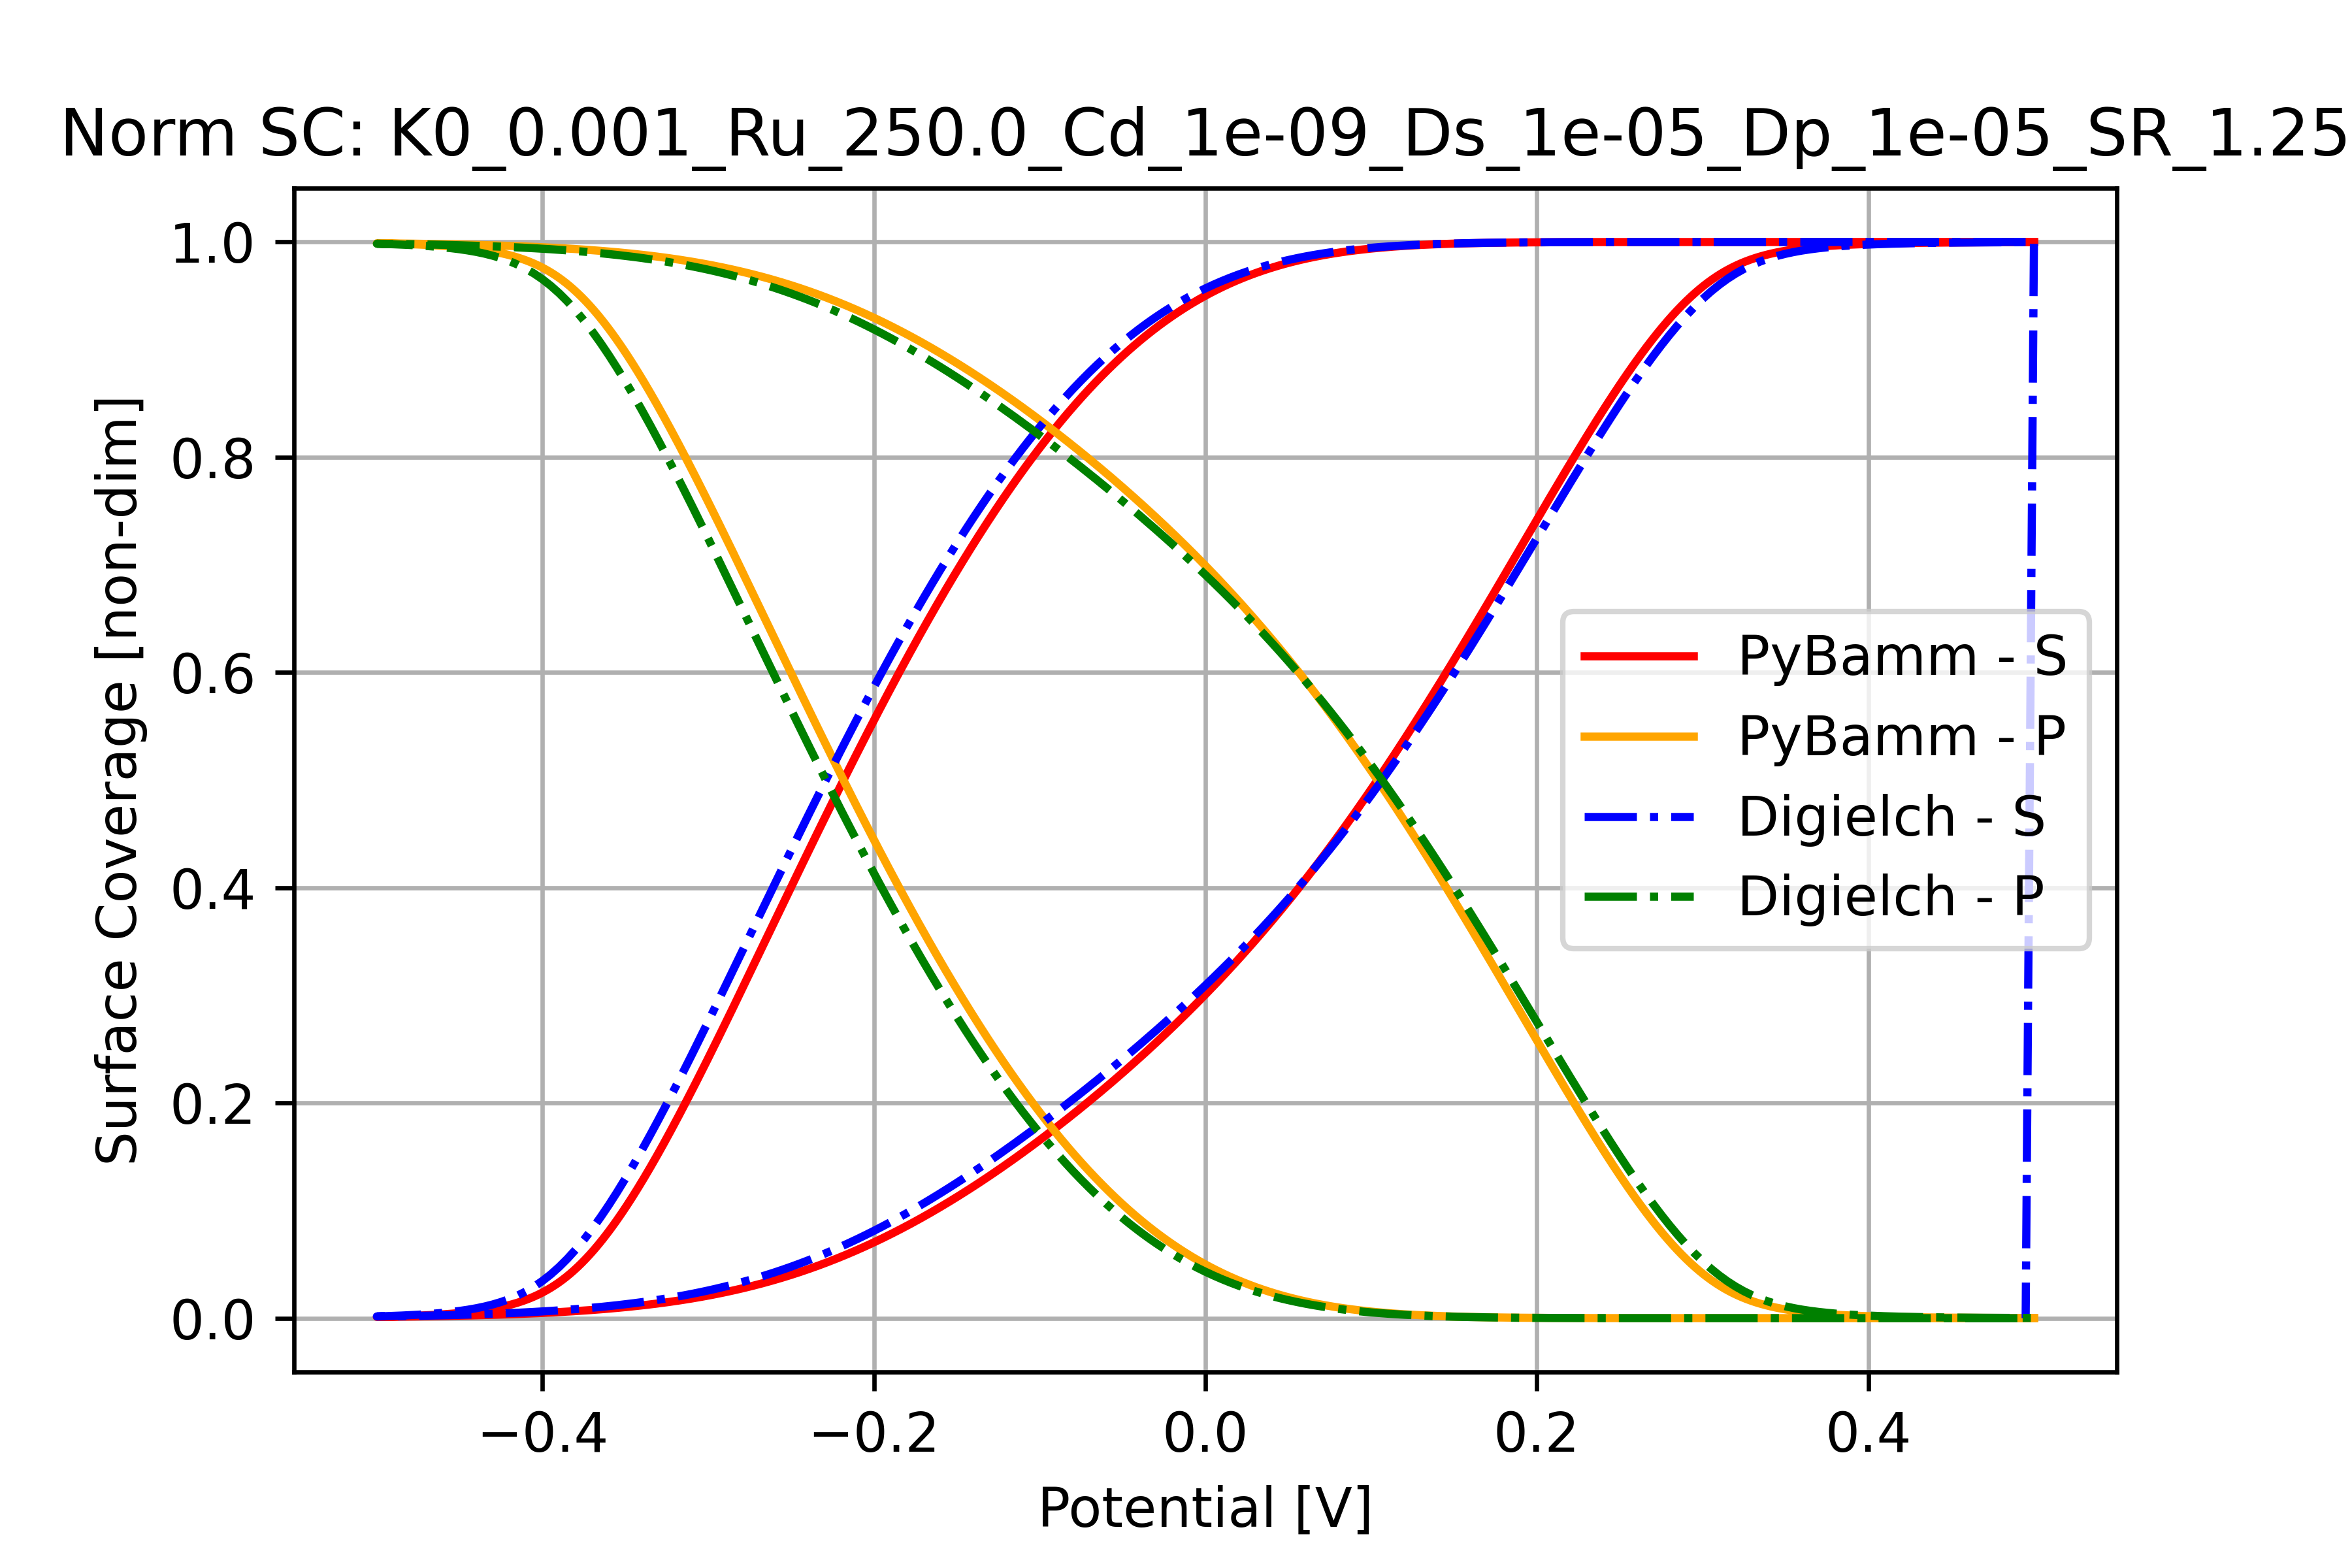 Norm SC: K0_0.001_Ru_250.0_Cd_1e-09_Ds_1e-05_Dp_1e-05_SR_1.25
Surface Coverage [non-dim]
1.0
0.8
0.6
0.4
0.2
0.0
PyBamm - S
PyBamm - P
Digielch - S
Digielch - P
−0.4 −0.2 0.0 0.2 0.4
Potential [V]